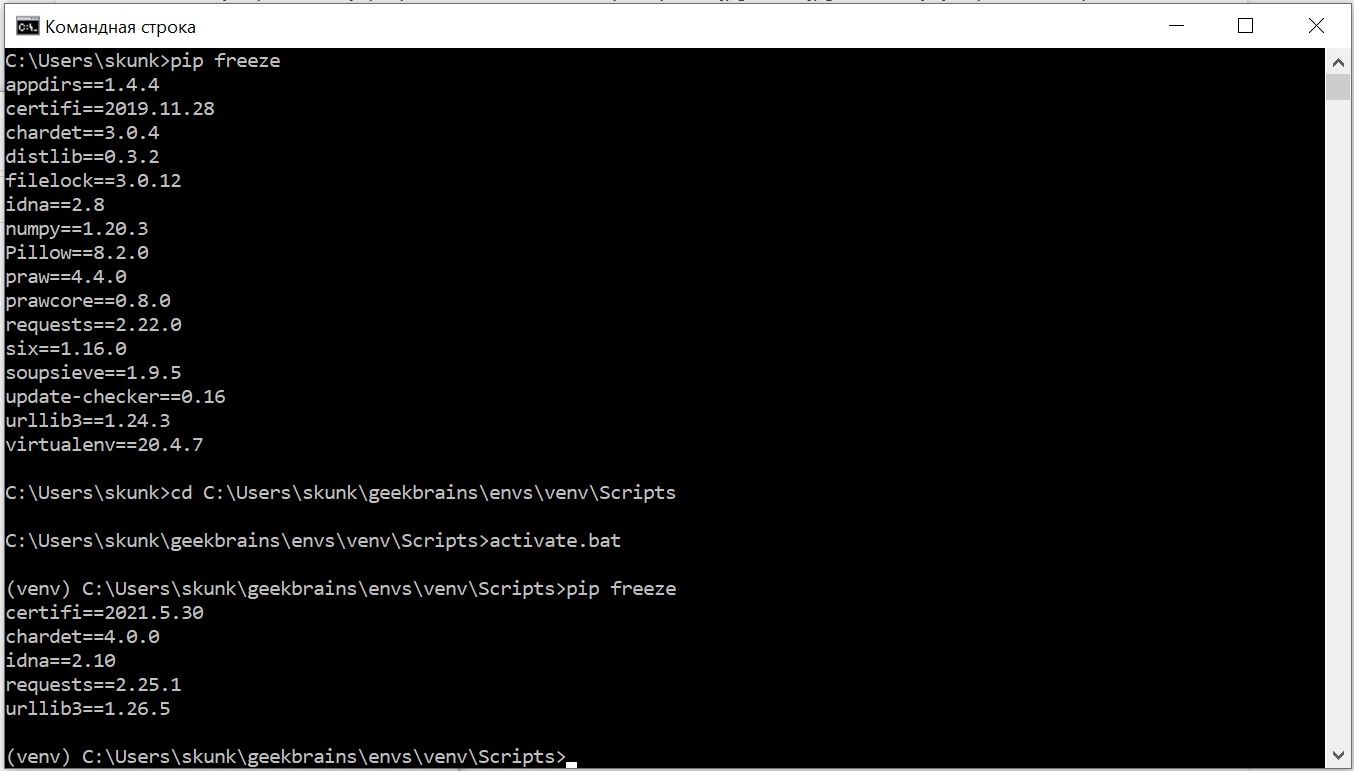 Командная строка
C:\Users\skunk>pip freeze
appdirs==1.4.4
certifi==2019.11.28
chardet==3.0.4
distlib==0.3.2
filelock==3.0.12
idna==2.8
numpy==1.20.3
Pillow==8.2.0
praw==4.4.0
prawcore==0.8.0
requests==2.22.0
six==1.16.0
soupsieve==1.9.5
update-checker==0.16
urllib3==1.24.3
virtualenv==20.4.7
C:\Users\skunk>cd C:\Users\skunk\geekbrains\envs\venv\Scripts
C:\Users\skunk\geekbrains\envs\venv\Scripts>activate.bat
(venv) C:\Users\skunk\geekbrains\envs\venv\Scripts>pip freeze
certifi==2021.5.30
chardet==4.0.0
idna==2.10
requests==2.25.1
urllib3==1.26.5
(venv) C:\Users\skunk\geekbrains\envs\venv\Scripts>